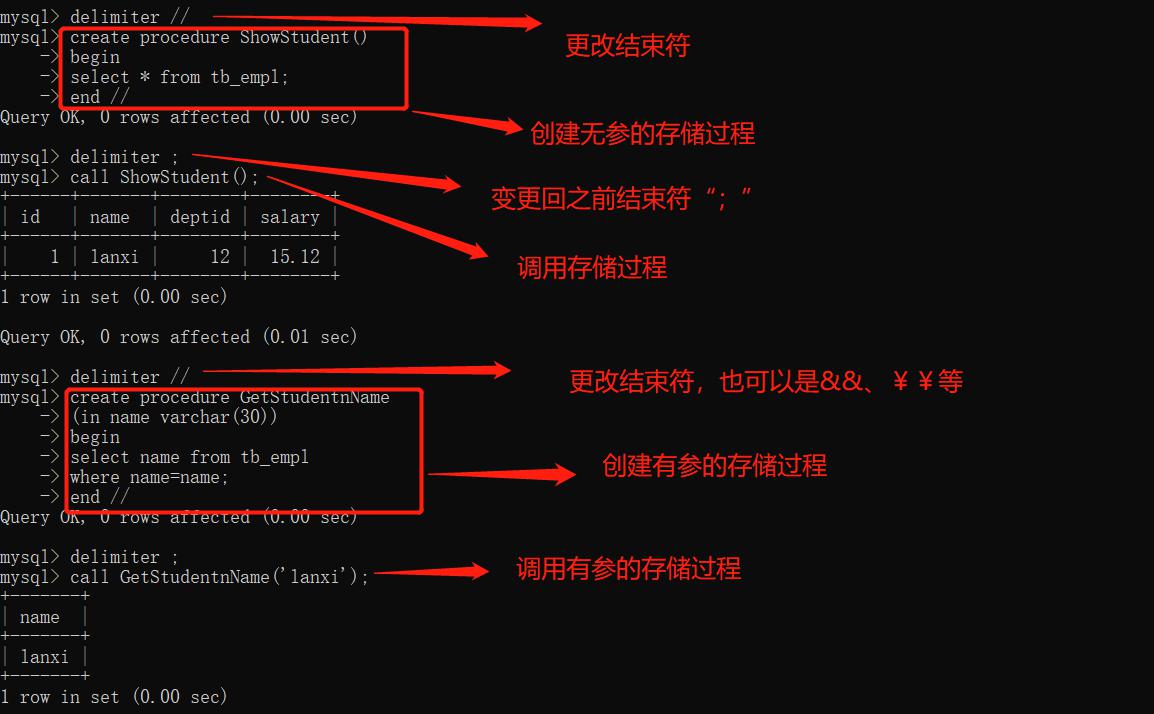 mysql> delimiter //
更改结束符
mysql> create procedure ShowStudent()
-> begin
-> select * from tb_empl;
-> end //
Query OK, 0 rows affected (0.00 sec)
创建无参的存储过程
mysql> delimiter ;
变更回之前结束符“；”
mysql> call ShowStudent();
调用存储过程
+------+-------+--------+--------+
| id   | name  | deptid | salary |
+------+-------+--------+--------+
|    1 | lanxi |     12 |  15.12 |
+------+-------+--------+--------+
1 row in set (0.00 sec)
Query OK, 0 rows affected (0.01 sec)
mysql> delimiter //
更改结束符，也可以是&&、￥￥等
mysql> create procedure GetStudentnName
-> (in name varchar(30))
-> begin
-> select name from tb_empl
-> where name=name;
-> end //
创建有参的存储过程
Query OK, 0 rows affected (0.00 sec)
mysql> delimiter ;
mysql> call GetStudentnName('lanxi');
调用有参的存储过程
+-------+
| name  |
+-------+
| lanxi |
+-------+
1 row in set (0.00 sec)